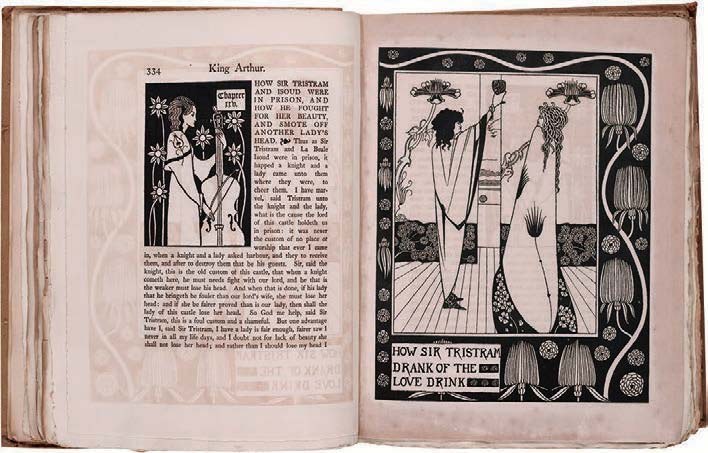 334
King Arthur.
Chapter
xxv.
HOW SIR TRISTRAM
AND ISOUD WERE
IN PRISON, AND
HOW HE FOUGHT
FOR HER BEAUTY,
AND SMOTE OFF
ANOTHER LADY'S
HEAD. Thus as Sir
Tristram and La Beale
Isoud were in prison, it
happed a knight and a
lady came unto them
where they were, to
cheer them. I have mar-
vel, said Tristram unto
the knight and the lady,
what is the cause the lord
of this castle holdeth us
in prison: it was never
the custom of no place of
worship that ever I came
in, when a knight and a lady asked harbour, and they to receive
them, and after to destroy them that be his guests. Sir, said the
knight, this is the old custom of this castle, that when a knight
cometh here, he must needs fight with our lord, and he that is
the weaker must lose his head. And when that is done, if his lady
that he bringeth be fouler than our lord's wife, she must lose her
head: and if she be fairer proved than is our lady, then shall the
lady of this castle lose her head. So God me help, said Sir
Tristram, this is a foul custom and a shameful. But one advantage
have I, said Sir Tristram, I have a lady is fair enough, fairer saw I
never in all my life days, and I doubt not for lack of beauty she
shall not lose her head; and rather than I should lose my head I
HOW SIR TRISTRAM
DRANK OF THE
LOVE DRINK